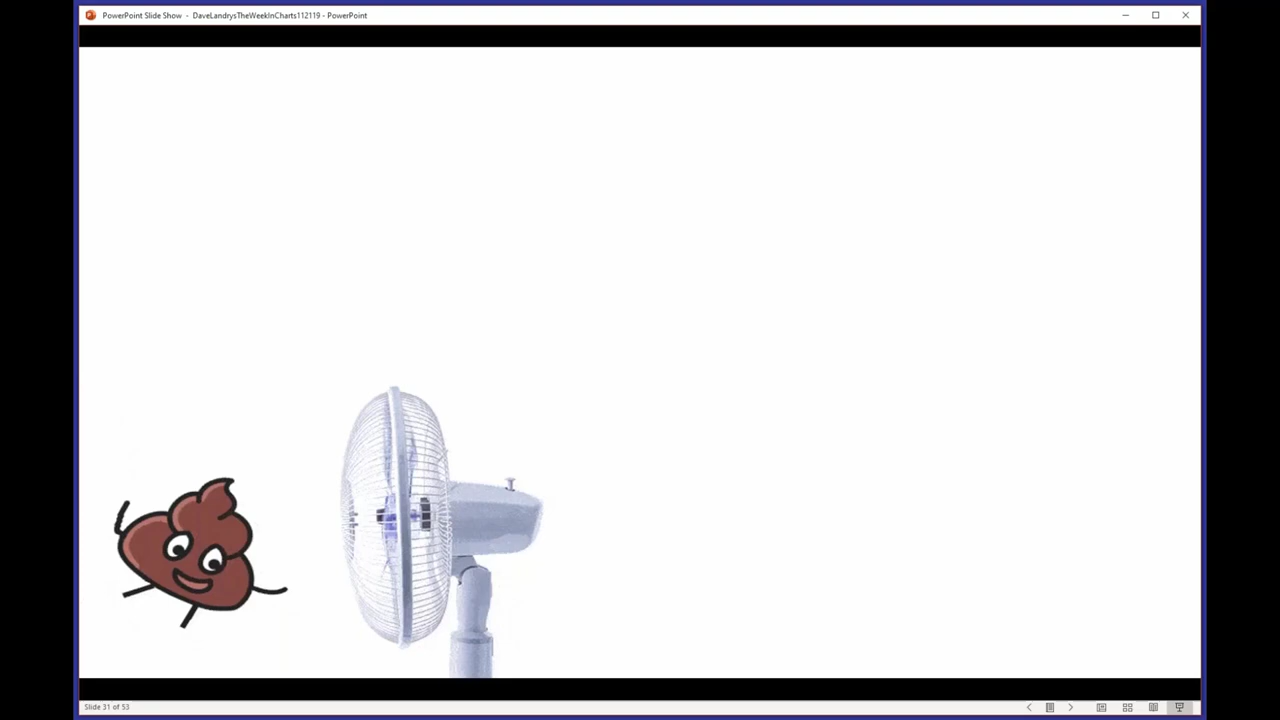 PowerPoint Slide Show - DaveLandrysTheWeekInCharts112119 - PowerPoint
Slide 31 of 53